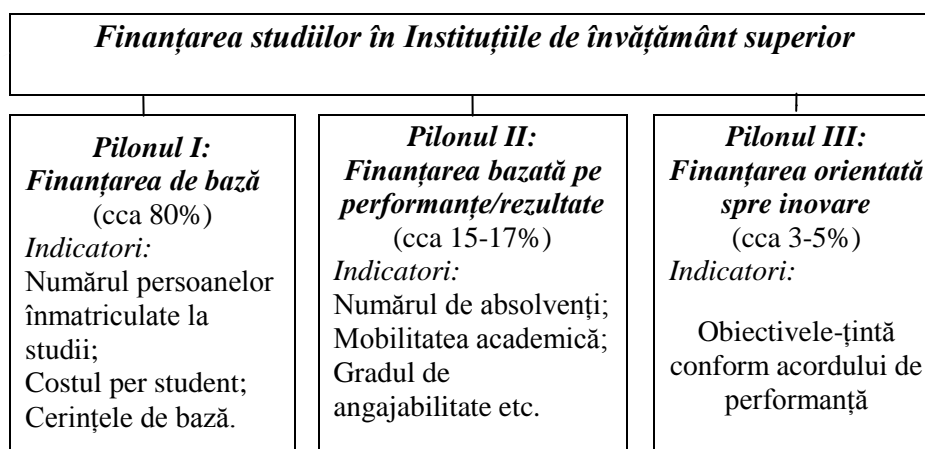 Finanțarea studiilor în Instituțiile de învățământ superior
Pilonul I:
Finanțarea de bază
(cca 80%)
Indicatori:
Numărul persoanelor
înmatriculate la
studii;
Costul per student;
Cerințele de bază.
Pilonul II:
Finanțarea bazată pe
performanțe/rezultate
(cca 15-17%)
Indicatori:
Numărul de absolvenți;
Mobilitatea academică;
Gradul de
angajabilitate etc.
Pilonul III:
Finanțarea orientată
spre inovare
(cca 3-5%)
Indicatori:
Obiectivele-țintă
conform acordului de
performanță